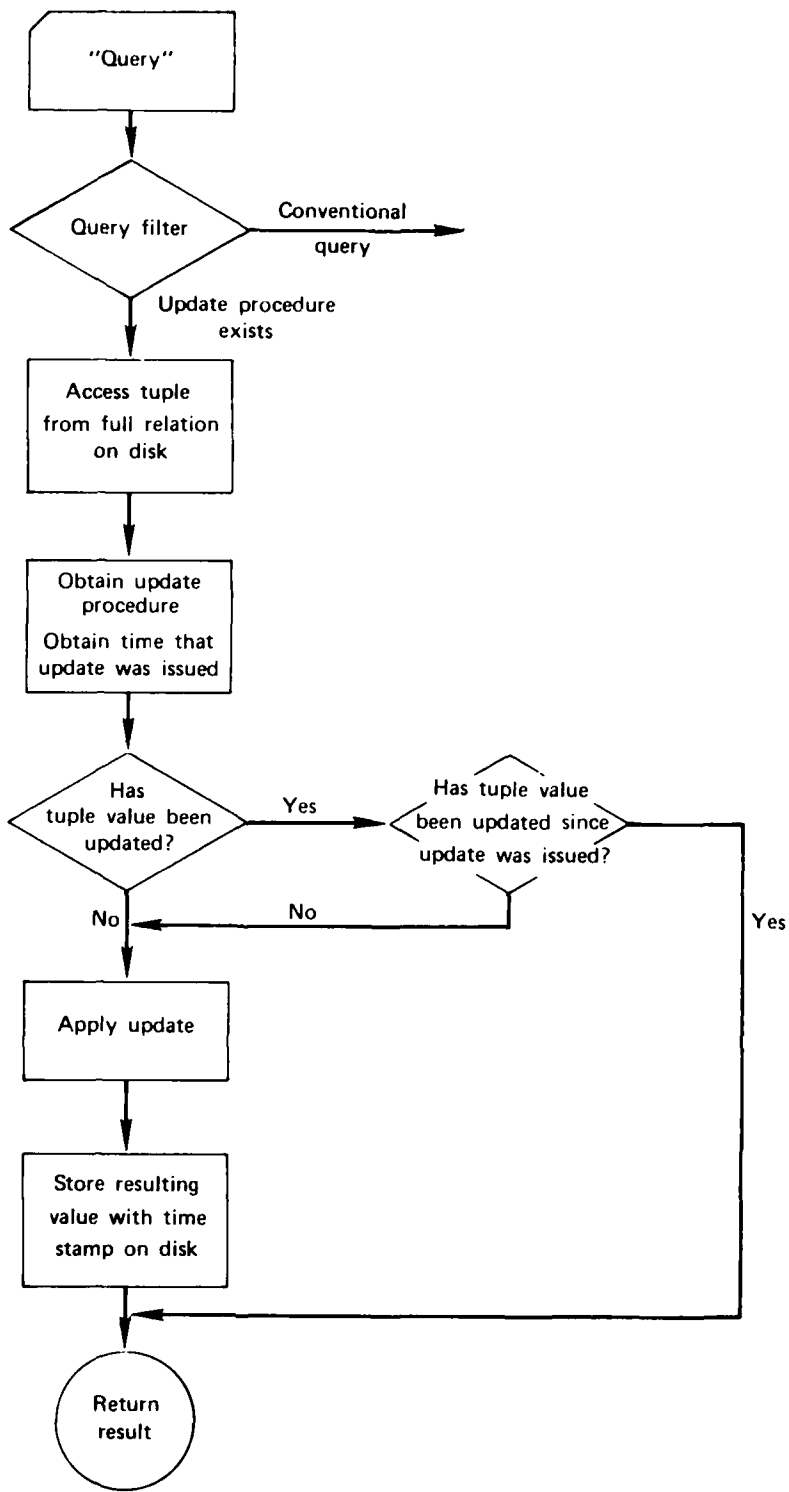 "Query"
Query filter
Conventional
query
Update procedure
exists
Access tuple
from full relation
on disk
Obtain update
procedure
Obtain time that
update was issued
Has
tuple value been
updated?
Yes
Has tuple value
been updated since
update was issued?
No
No
Yes
Apply update
Store resulting
value with time
stamp on disk
Return
result